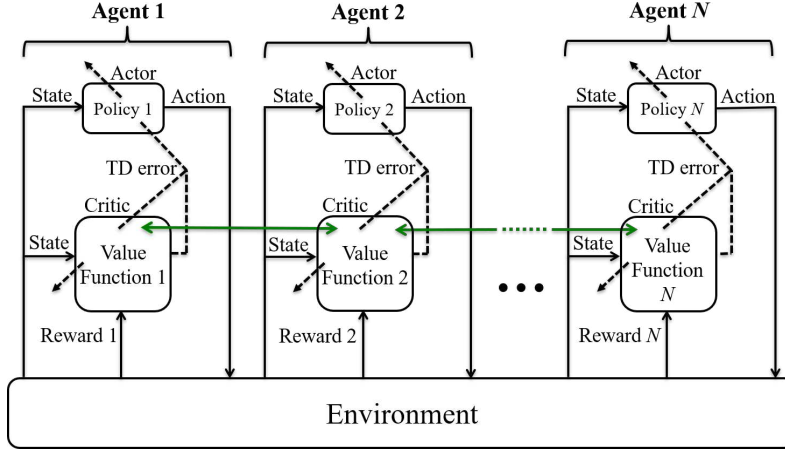 Agent 1
Agent 2
Agent N
Actor
Actor
Actor
State
Policy 1
Action
State
Policy 2
Action
State
Policy N
Action
TD error
TD error
TD error
Critic
Critic
Critic
State
Value
Function 1
State
Value
Function 2
State
Value
Function
N
Reward 1
Reward 2
Reward N
Environment